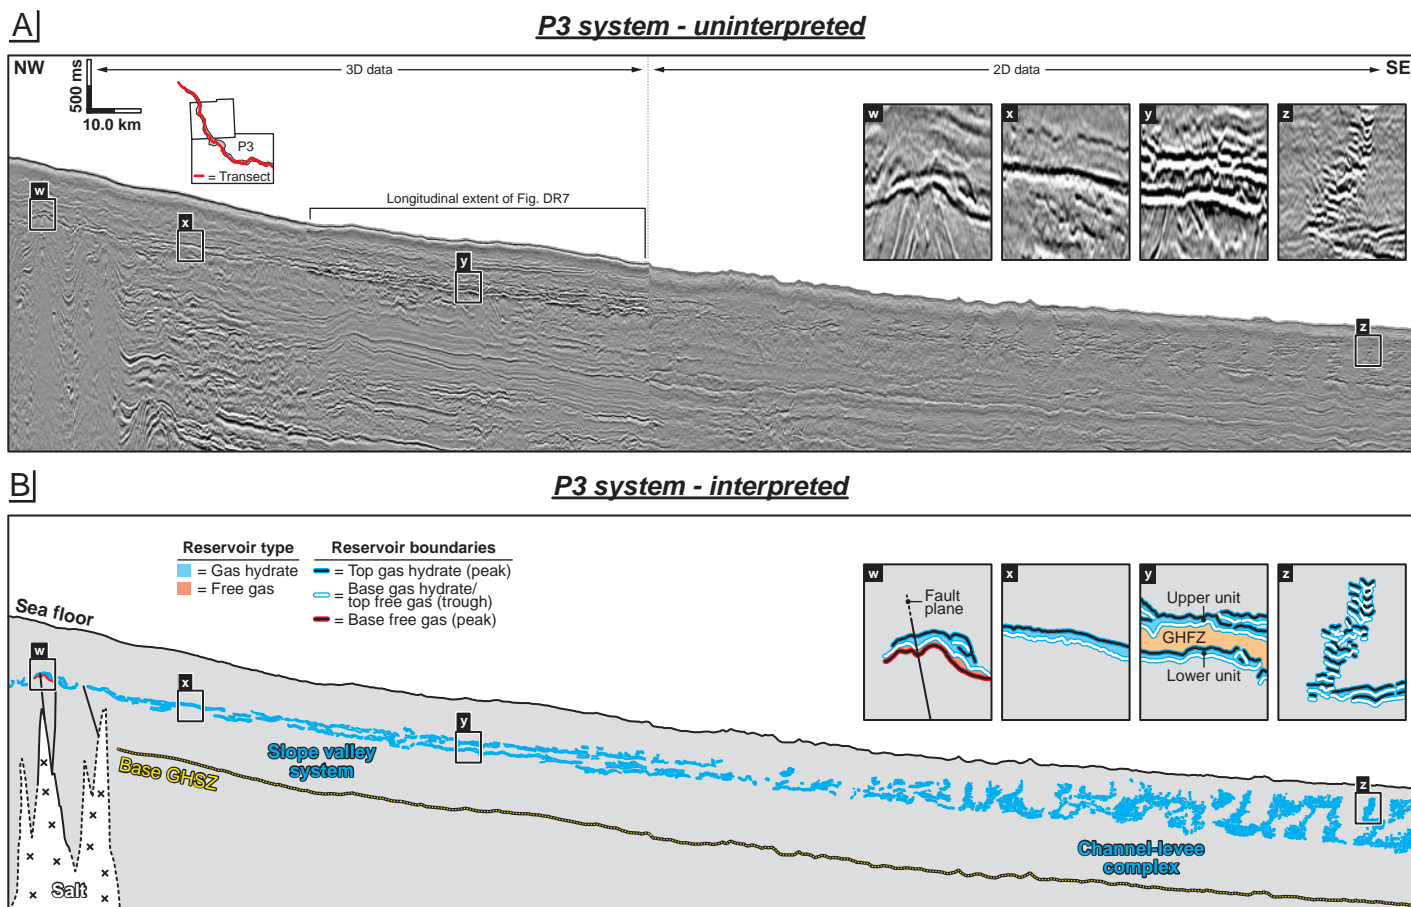 A
P3 system - uninterpreted
NW
3D data
2D data
SE
500 ms
10.0 km
P3
= Transect
w
x
y
z
w
x
Longitudinal extent of Fig. DR7
y
z
B
P3 system - interpreted
Reservoir type
= Gas hydrate
= Free gas
Reservoir boundaries
= Top gas hydrate (peak)
= Base gas hydrate/
top free gas (trough)
= Base free gas (peak)
w
x
y
z
Fault
plane
Upper unit
GHFZ
Lower unit
Sea floor
w
x
y
z
Slope valley
system
Base GHSZ
Channel-levee
complex
Salt